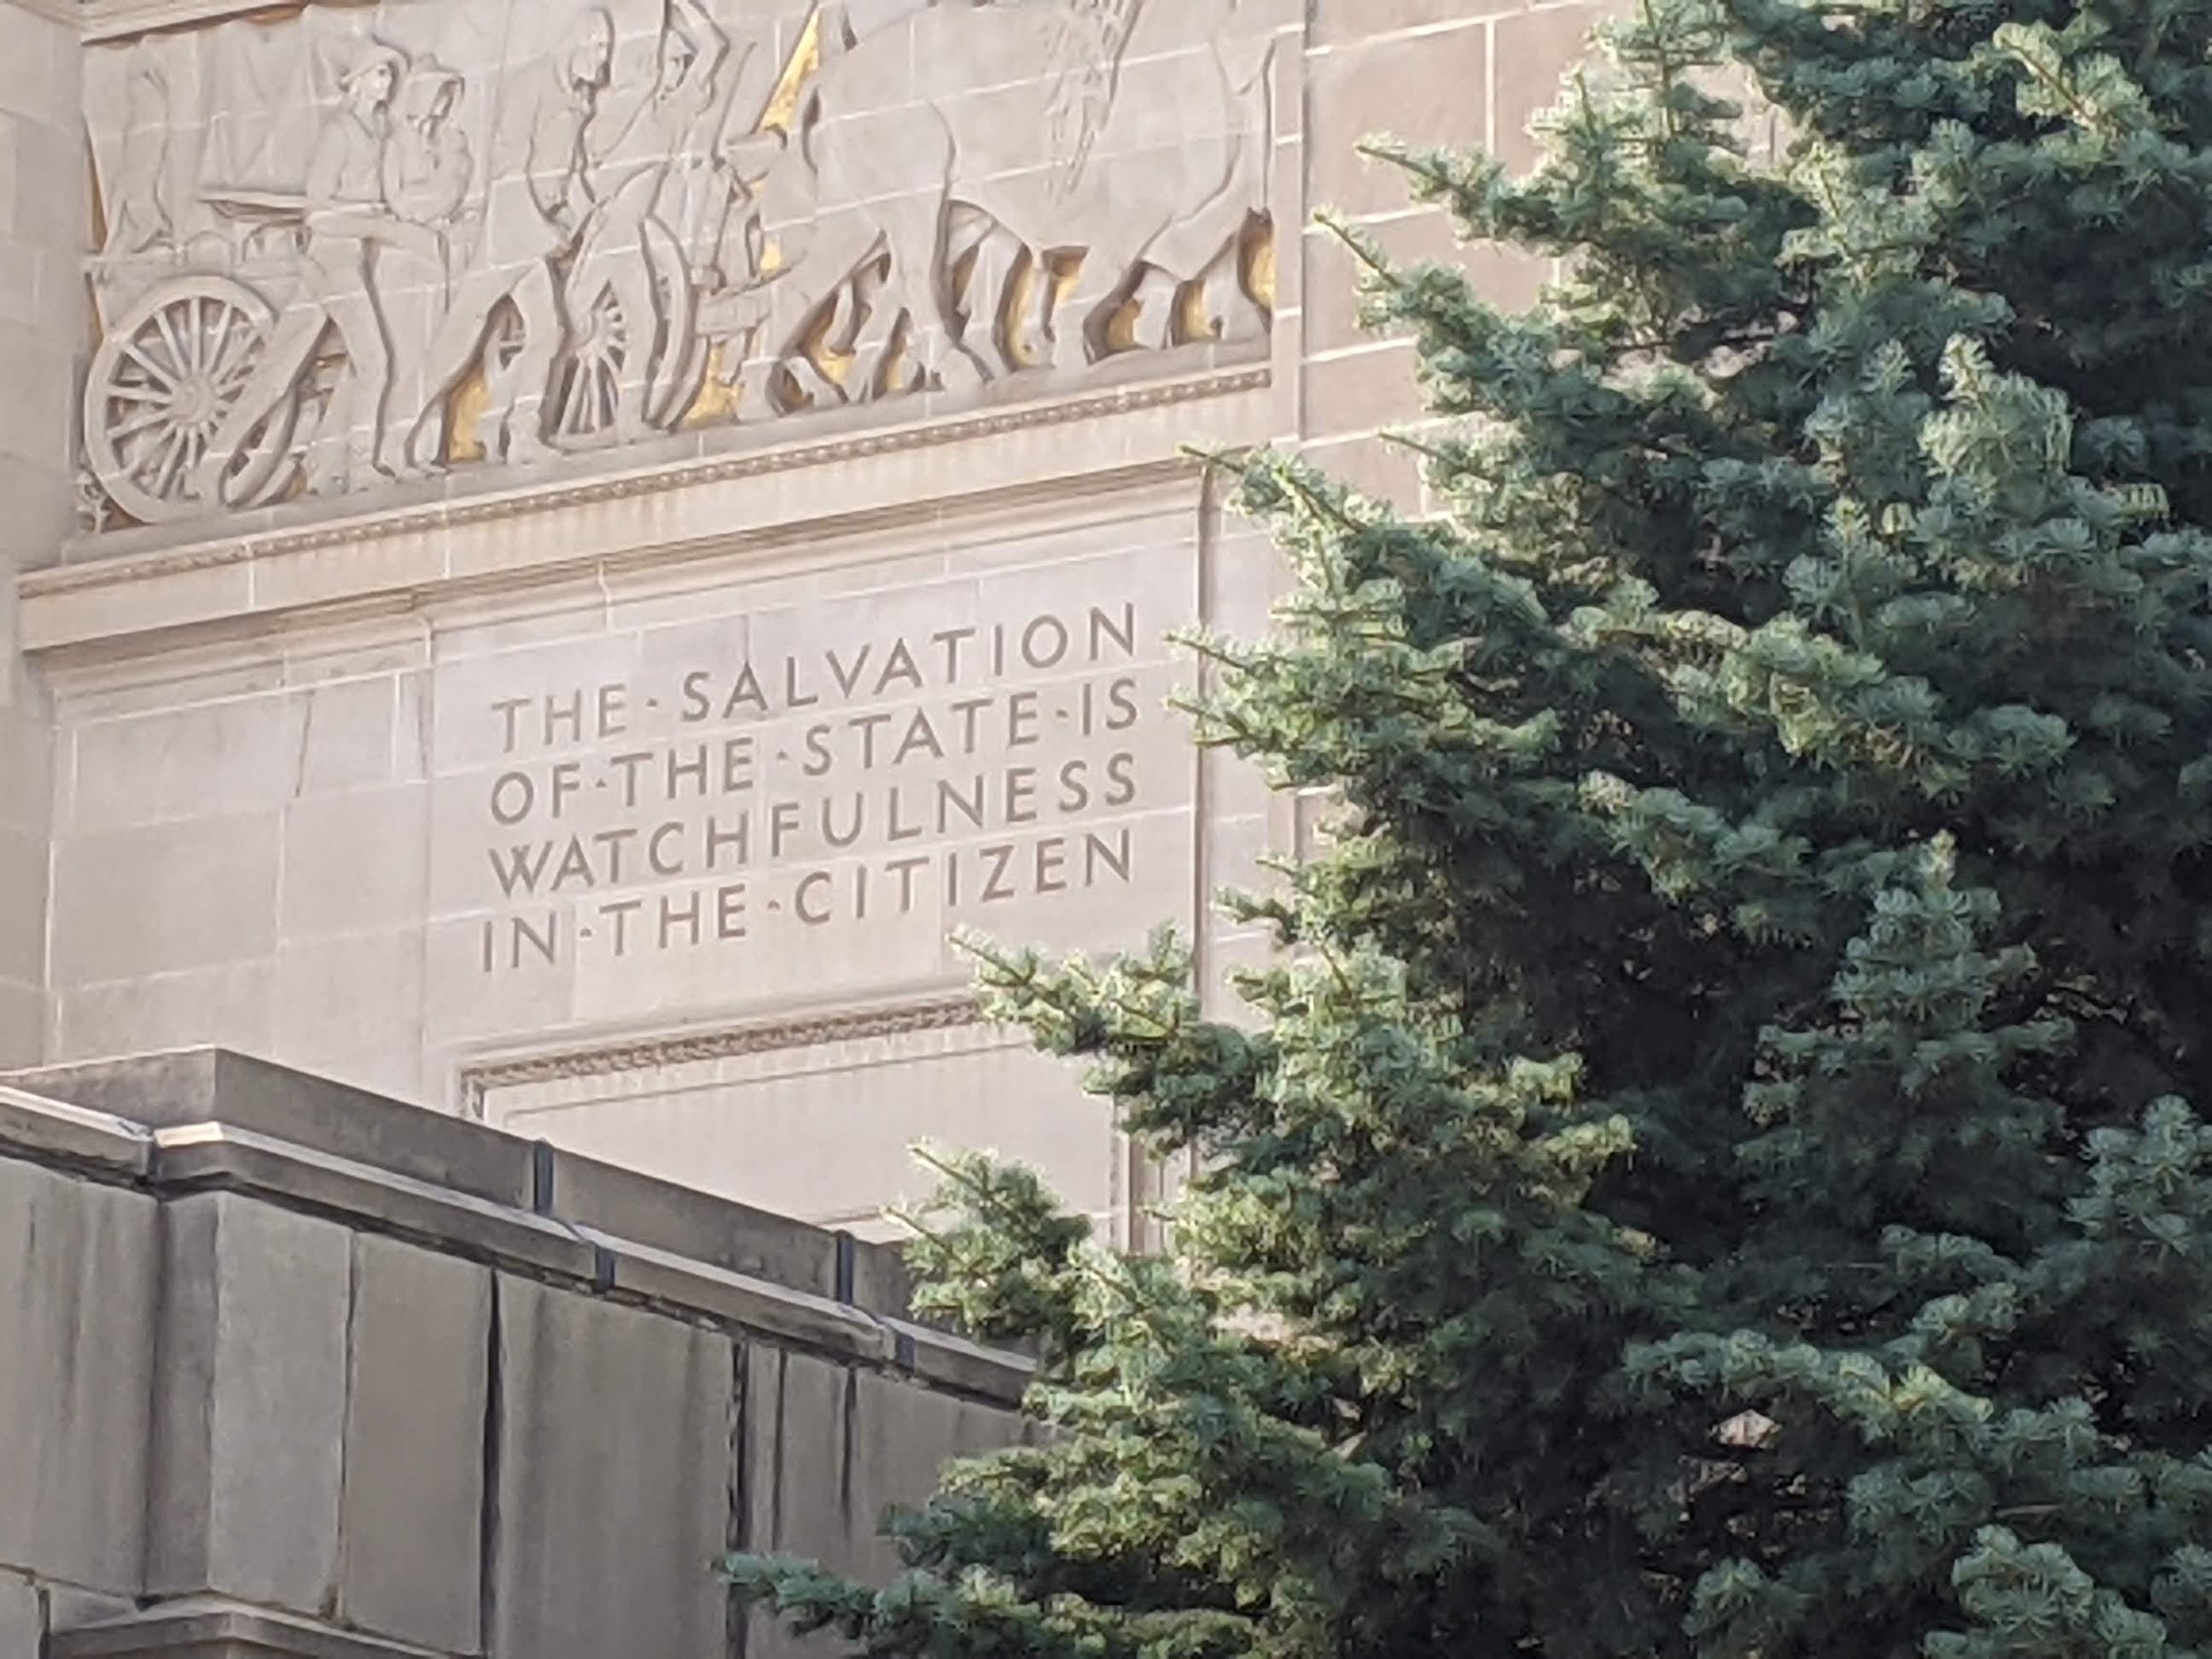 THE·SALVATION
OF·THE·STATE·IS
WATCHFULNESS
IN·THE·CITIZEN